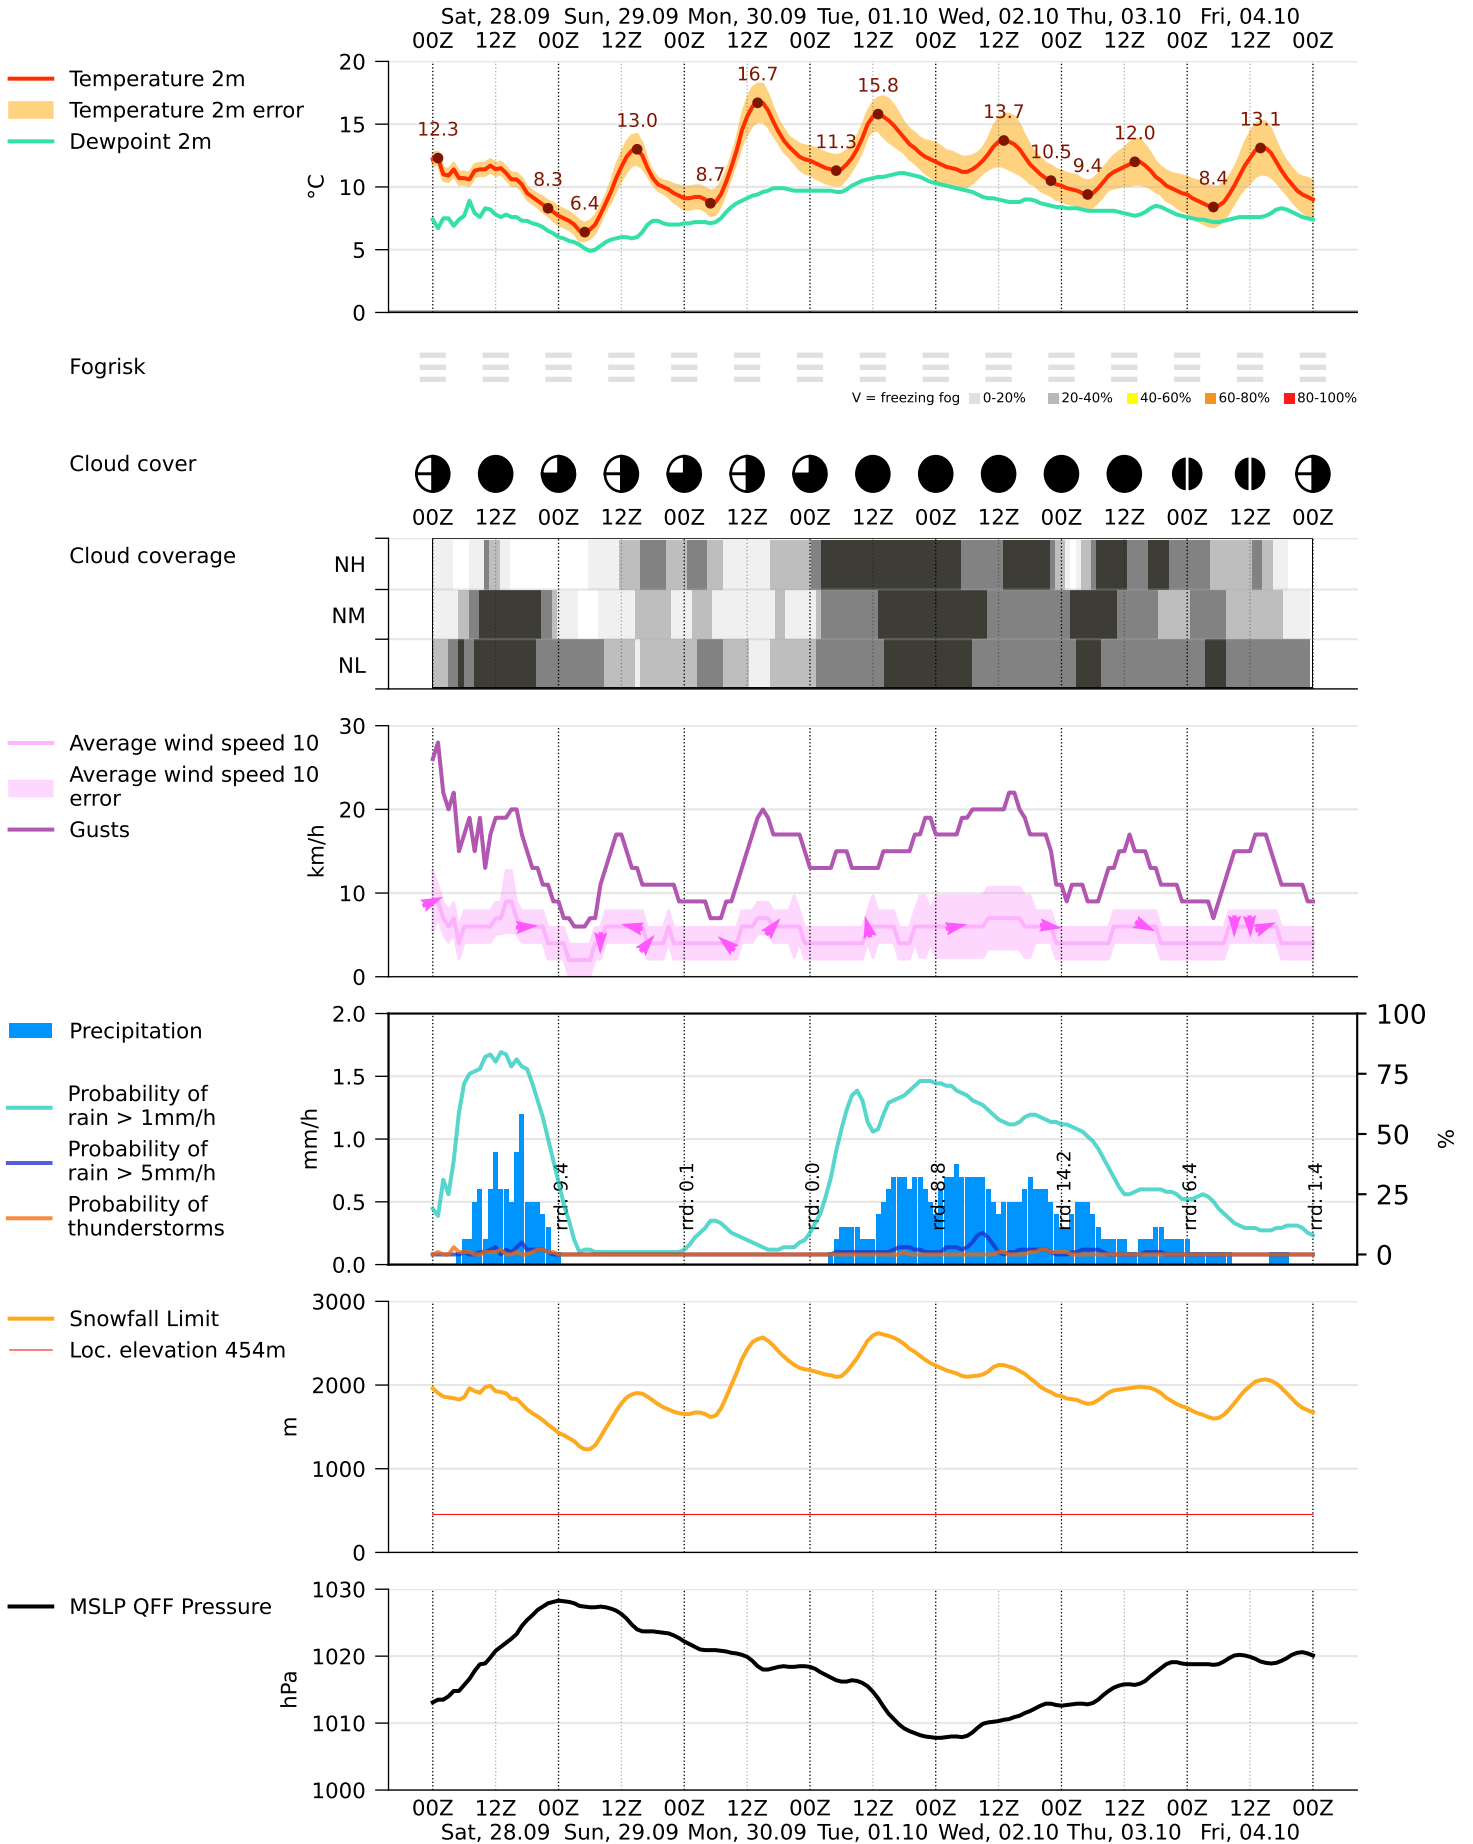 Sat, 28.09 Sun, 29.09 Mon, 30.09 Tue, 01.10 Wed, 02.10 Thu, 03.10 Fri, 04.10
00Z 12Z 00Z 12Z 00Z 12Z 00Z 12Z 00Z 12Z 00Z 12Z 00Z 12Z 00Z
Temperature 2m
Temperature 2m error
Dewpoint 2m
°C
20
15
10
5
0
12.3 8.3 6.4 13.0 8.7 16.7 11.3 15.8 13.7 10.5 9.4 12.0 8.4 13.1
Fogrisk
V = freezing fog 0-20% 20-40% 40-60% 60-80% 80-100%
Cloud cover
00Z 12Z 00Z 12Z 00Z 12Z 00Z 12Z 00Z 12Z 00Z 12Z 00Z 12Z 00Z
Cloud coverage
NH
NM
NL
Average wind speed 10
Average wind speed 10
error
Gusts
km/h
30
20
10
0
Precipitation
Probability of
rain > 1mm/h
Probability of
rain > 5mm/h
Probability of
thunderstorms
mm/h
2.0
1.5
1.0
0.5
0.0
rrd: 9.4
rrd: 0.1
rrd: 0.0
rrd: 8.8
rrd: 14.2
rrd: 6.4
rrd: 1.4
100
75
50
25
0
%
Snowfall Limit
Loc. elevation 454m
m
3000
2000
1000
0
MSLP QFF Pressure
hPa
1030
1020
1010
1000
00Z 12Z 00Z 12Z 00Z 12Z 00Z 12Z 00Z 12Z 00Z 12Z 00Z 12Z 00Z
Sat, 28.09 Sun, 29.09 Mon, 30.09 Tue, 01.10 Wed, 02.10 Thu, 03.10 Fri, 04.10